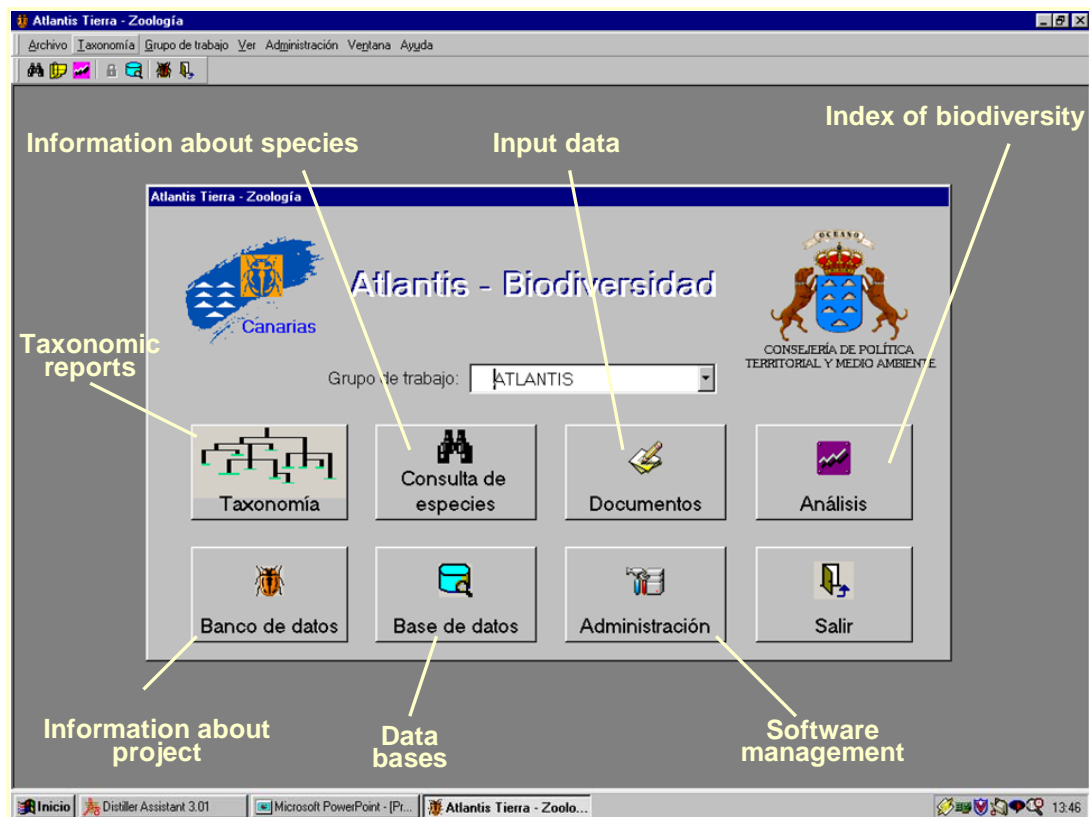 Atlantis Tierra - Zoología
Archivo Taxonomía Grupo de trabajo Ver Administración Ventana Ayuda
Index of biodiversity
Information about species
Input data
Atlantis Tierra - Zoología
OCEANO
Atlantis - Biodiversidad
Canarias
CONSEJERÍA DE POLÍTICA
TERRITORIAL Y MEDIO AMBIENTE
Taxonomic
reports
Grupo de trabajo: ATLANTIS
Taxonomía
Consulta de
especies
Documentos
Análisis
Banco de datos
Base de datos
Administración
Salir
Information about
project
Data
bases
Software
management
Inicio
Distiller Assistant 3.01
Microsoft PowerPoint - [Pr...
Atlantis Tierra - Zoolo...
13:46